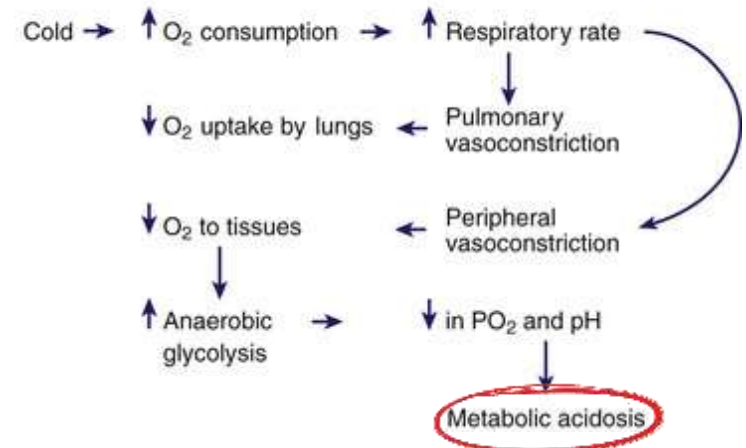 Cold → ↑ O₂ consumption → ↑ Respiratory rate
↓ O₂ uptake by lungs ← Pulmonary
vasoconstriction
↓ O₂ to tissues ← Peripheral
vasoconstriction
↑ Anaerobic → ↓ in PO₂ and pH
glycolysis
Metabolic acidosis